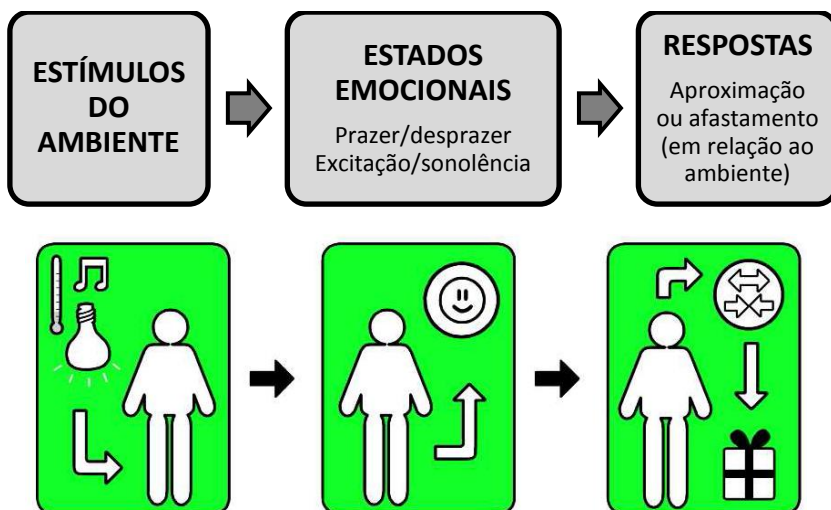 ESTÍMULOS
DO
AMBIENTE
ESTADOS
EMOCIONAIS
Prazer/desprazer
Excitação/sonolência
RESPOSTAS
Aproximação
ou afastamento
(em relação ao
ambiente)